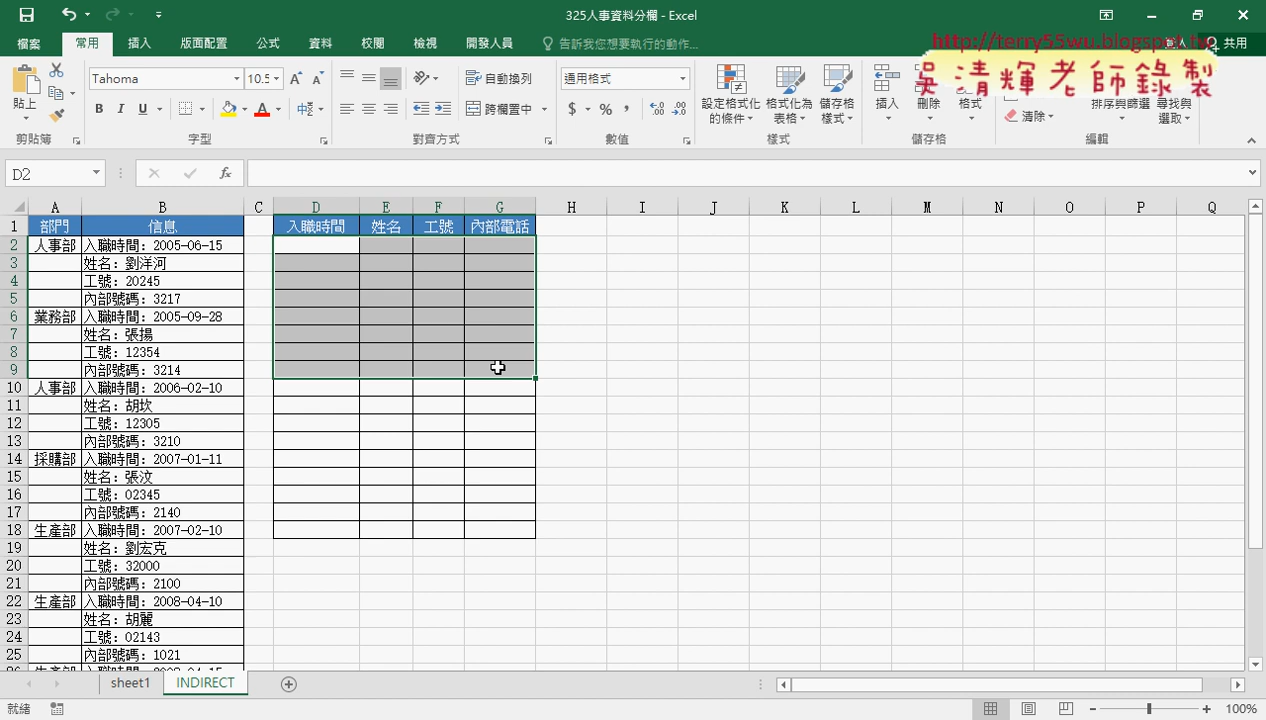 325人事資料分欄 - Excel
檔案 常用 插入 版面配置 公式 資料 校閱 檢視 開發人員 告訴我您想要執行的動作... 共用
http://terry55wu.blogspot.tw
吳清輝老師錄製
貼上 Tahoma 10.5 自動換列 通用格式 設定格式化的條件 格式化為表格 儲存格樣式 插入 刪除 格式 清除 排序與篩選 尋找與選取
B I U 跨欄置中 $ % ,
剪貼簿 字型 對齊方式 數值 樣式 儲存格 編輯
D2 fx
A B C D E F G H I J K L M N O P Q
1 部門 信息 入職時間 姓名 工號 內部電話
2 人事部 入職時間：2005-06-15
3 姓名：劉洋河
4 工號：20245
5 內部號碼：3217
6 業務部 入職時間：2005-09-28
7 姓名：張揚
8 工號：12354
9 內部號碼：3214
10 人事部 入職時間：2006-02-10
11 姓名：胡坎
12 工號：12305
13 內部號碼：3210
14 採購部 入職時間：2007-01-11
15 姓名：張汶
16 工號：02345
17 內部號碼：2140
18 生產部 入職時間：2007-02-10
19 姓名：劉宏克
20 工號：32000
21 內部號碼：2100
22 生產部 入職時間：2008-04-10
23 姓名：胡麗
24 工號：02143
25 內部號碼：1021
sheet1 INDIRECT
就緒 100%